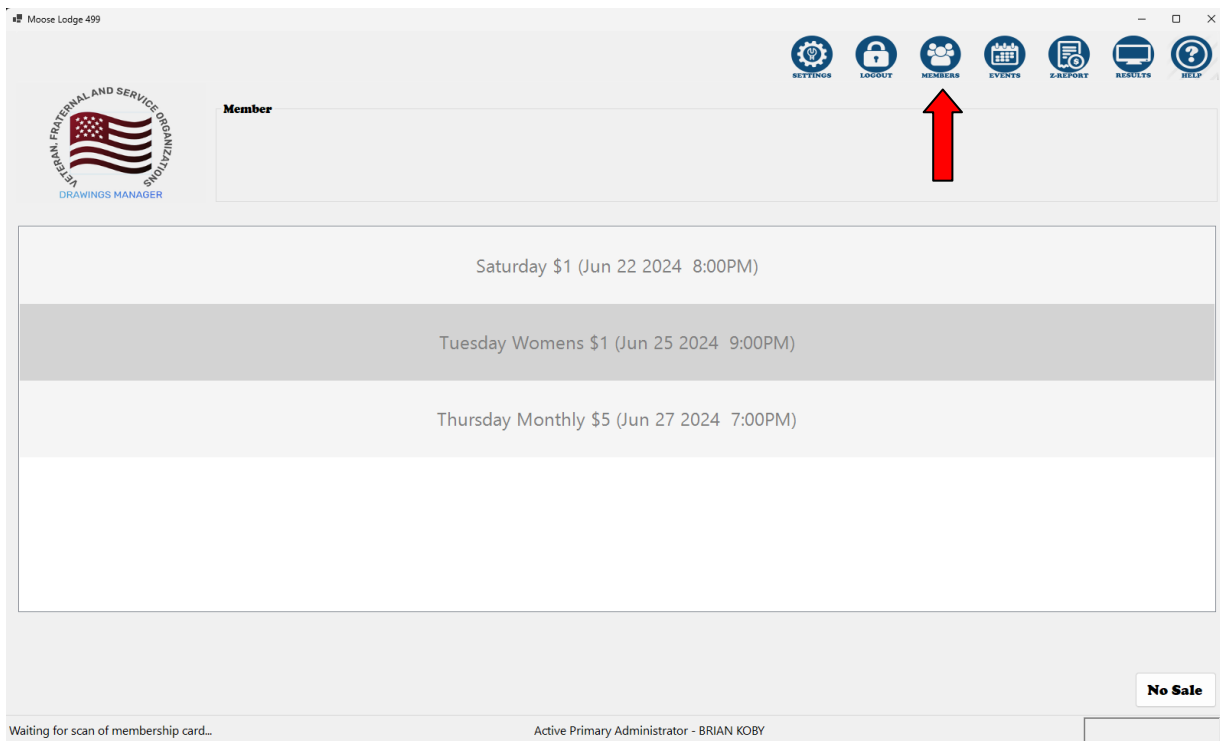 Moose Lodge 499
SETTINGS
LOGOUT
MEMBERS
EVENTS
Z-REPORT
RESULTS
HELP
VETERAN, FRATERNAL AND SERVICE ORGANIZATIONS
DRAWINGS MANAGER
Member
Saturday $1 (Jun 22 2024  8:00PM)
Tuesday Womens $1 (Jun 25 2024  9:00PM)
Thursday Monthly $5 (Jun 27 2024  7:00PM)
No Sale
Waiting for scan of membership card...
Active Primary Administrator - BRIAN KOBY